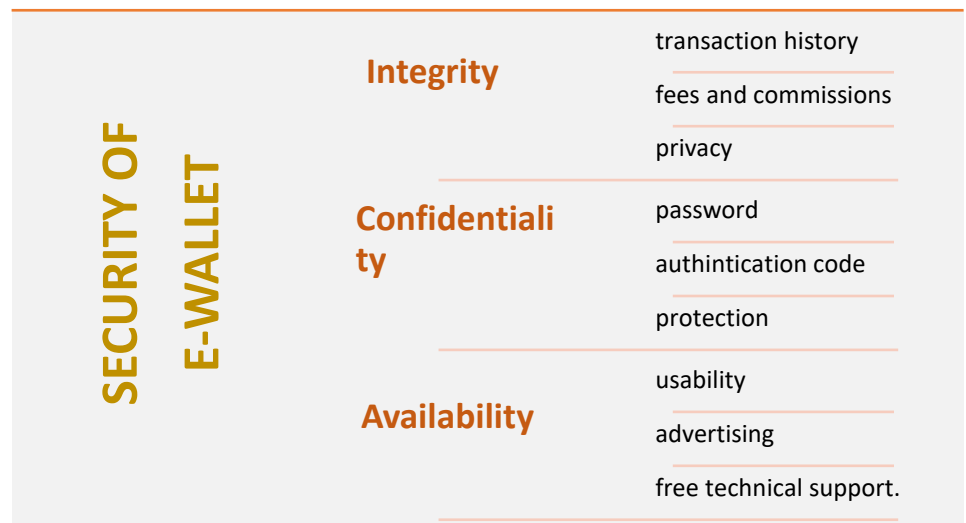 SECURITY OF
E-WALLET
Integrity
transaction history
fees and commissions
privacy
Confidentiali
ty
password
authintication code
protection
Availability
usability
advertising
free technical support.